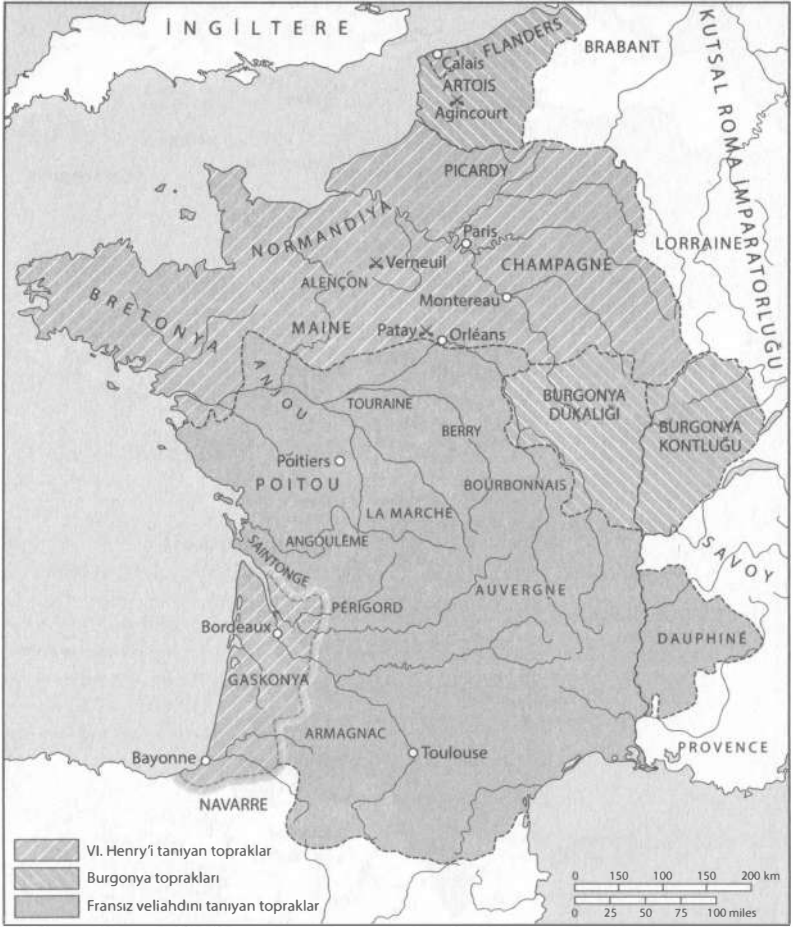 İNGİLTERE
FLANDERS
BRABANT
KUTSAL ROMA İMPARATORLUĞU
Calais
ARTOIS
Agincourt
PICARDY
NORMANDİYA
Paris
LORRAINE
Verneuil
CHAMPAGNE
ALENÇON
BRETONYA
Montereau
MAINE
Patay
Orléans
ANJOU
TOURAINE
BURGONYA
DÜKALIĞI
BERRY
BURGONYA
KONTLUĞU
Poitiers
POITOU
BOURBONNAIS
LA MARCHE
ANGOULÊME
SAVOY
SAINTONGE
AUVERGNE
PÉRIGORD
Bordeaux
DAUPHINÉ
GASKONYA
ARMAGNAC
Bayonne
Toulouse
PROVENCE
NAVARRE
VI. Henry'i tanıyan topraklar
Burgonya toprakları
Fransız veliahdını tanıyan topraklar
0 150 100 150 200 km
0 25 50 75 100 miles